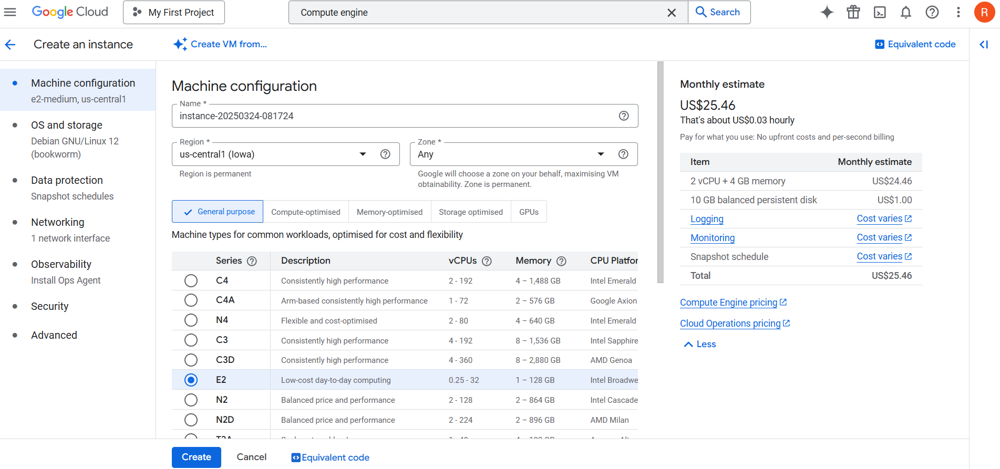 Google Cloud
My First Project
Compute engine
Search
R
Create an instance
Create VM from...
Equivalent code
Machine configuration
e2-medium, us-central1
OS and storage
Debian GNU/Linux 12
(bookworm)
Data protection
Snapshot schedules
Networking
1 network interface
Observability
Install Ops Agent
Security
Advanced
Machine configuration
Name *
instance-20250324-081724
Region *
us-central1 (Iowa)
Region is permanent
Zone *
Any
Google will choose a zone on your behalf, maximising VM
obtainability. Zone is permanent.
General purpose
Compute-optimised
Memory-optimised
Storage optimised
GPUs
Machine types for common workloads, optimised for cost and flexibility
Series Description vCPUs Memory CPU Platfor
C4 Consistently high performance 2 - 192 4 – 1,488 GB Intel Emerald
C4A Arm-based consistently high performance 1 - 72 2 – 576 GB Google Axion
N4 Flexible and cost-optimised 2 - 80 4 – 640 GB Intel Emerald
C3 Consistently high performance 4 - 192 8 – 1,536 GB Intel Sapphire
C3D Consistently high performance 4 - 360 8 – 2,880 GB AMD Genoa
E2 Low-cost day-to-day computing 0.25 - 32 1 – 128 GB Intel Broadwe
N2 Balanced price and performance 2 - 128 2 – 864 GB Intel Cascade
N2D Balanced price and performance 2 - 224 2 – 896 GB AMD Milan
Create
Cancel
Equivalent code
Monthly estimate
US$25.46
That's about US$0.03 hourly
Pay for what you use: No upfront costs and per-second billing
Item Monthly estimate
2 vCPU + 4 GB memory US$24.46
10 GB balanced persistent disk US$1.00
Logging Cost varies
Monitoring Cost varies
Snapshot schedule Cost varies
Total US$25.46
Compute Engine pricing
Cloud Operations pricing
Less